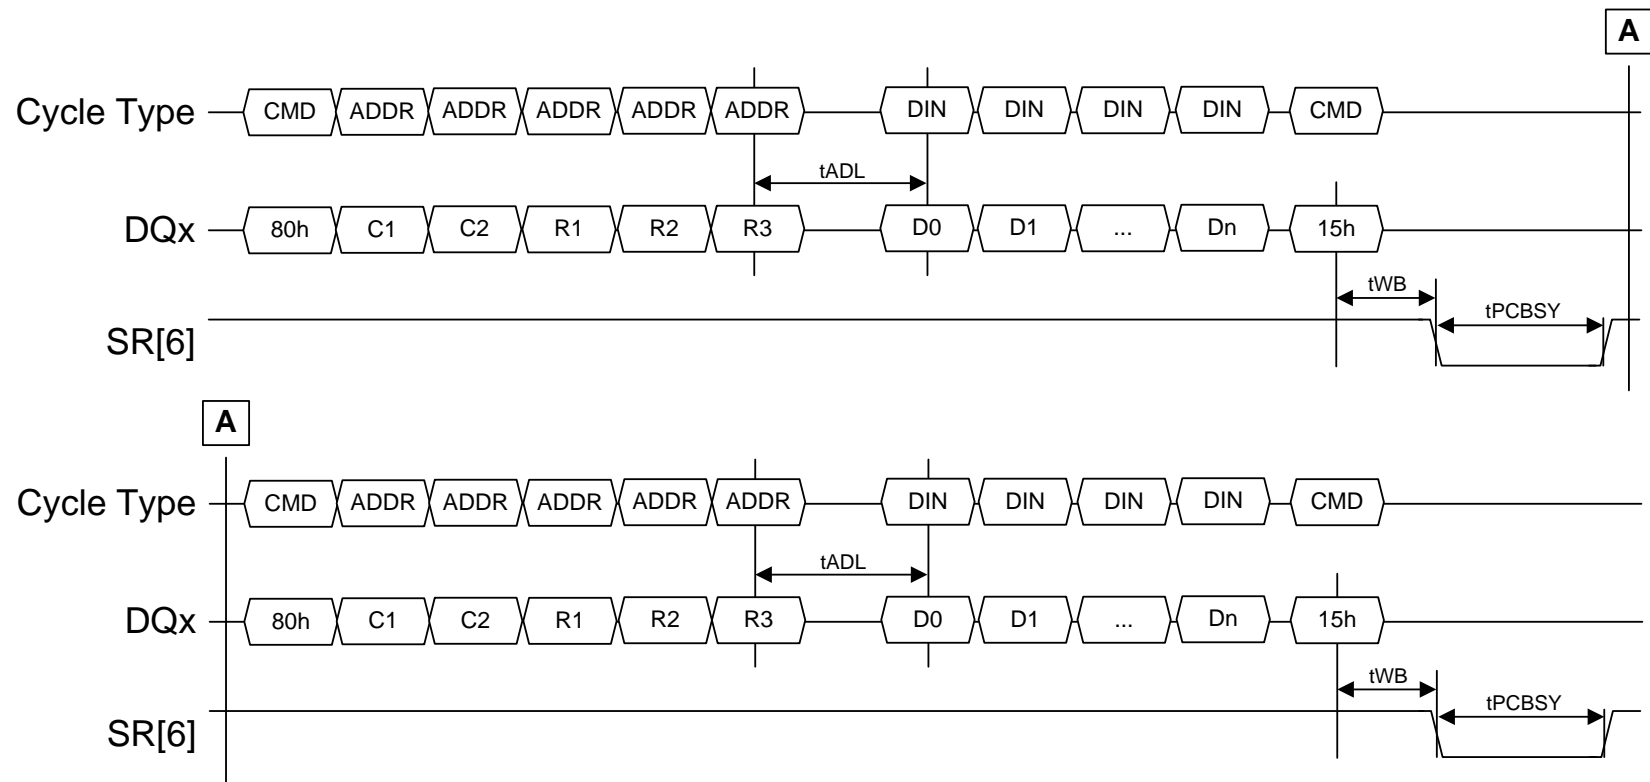 A
Cycle Type CMD ADDR ADDR ADDR ADDR ADDR DIN DIN DIN DIN CMD
tADL
DQx 80h C1 C2 R1 R2 R3 D0 D1 ... Dn 15h
tWB
tPCBSY
SR[6]
A
Cycle Type CMD ADDR ADDR ADDR ADDR ADDR DIN DIN DIN DIN CMD
tADL
DQx 80h C1 C2 R1 R2 R3 D0 D1 ... Dn 15h
tWB
tPCBSY
SR[6]